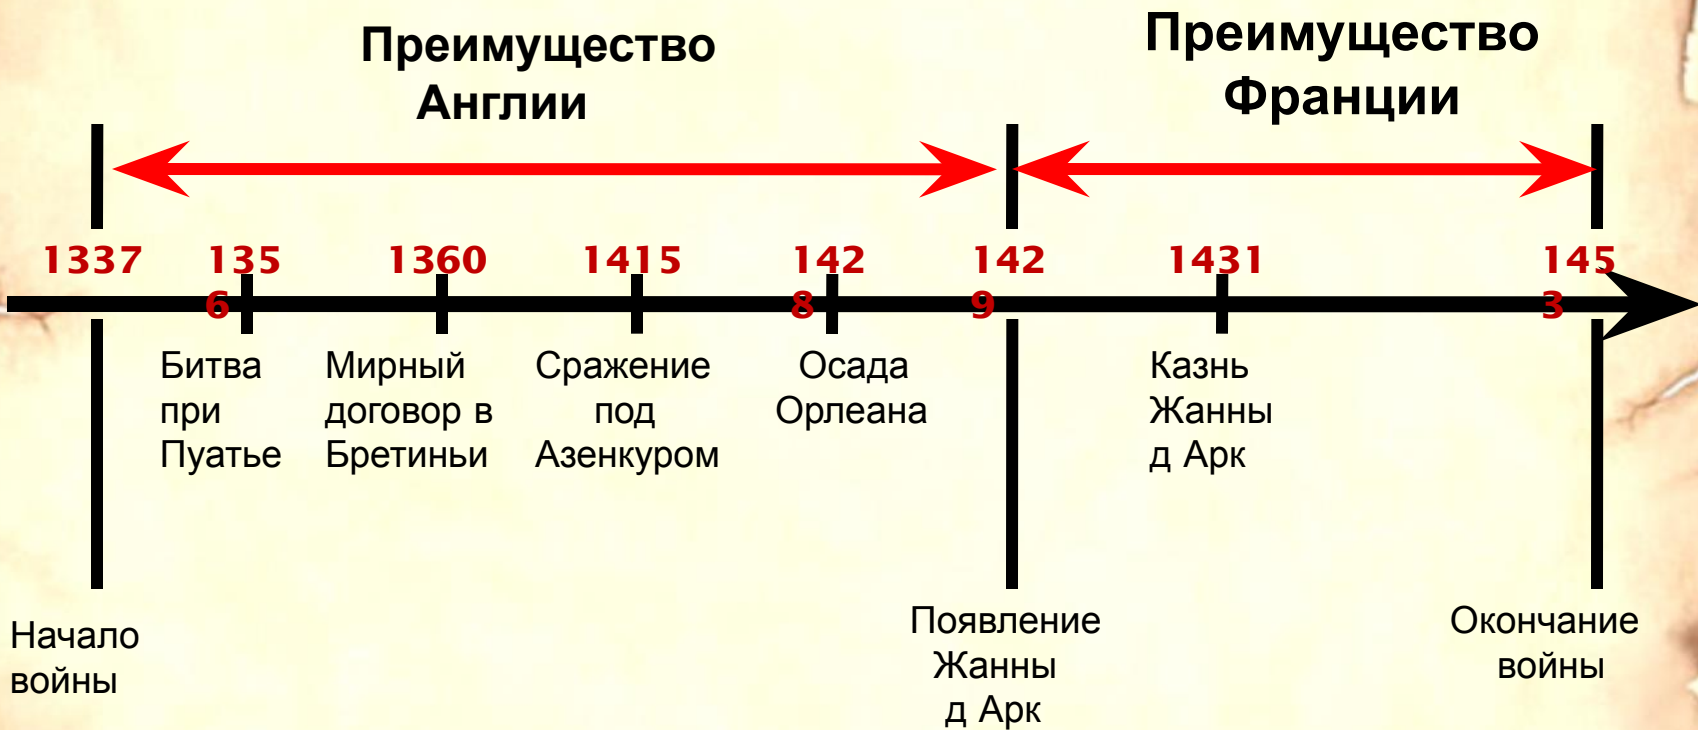 Преимущество
Англии
Преимущество
Франции
1337
135
6
1360
1415
142
8
142
9
1431
145
3
Битва
при
Пуатье
Мирный
договор в
Бретиньи
Сражение
под
Азенкуром
Осада
Орлеана
Казнь
Жанны
д Арк
Начало
войны
Появление
Жанны
д Арк
Окончание
войны